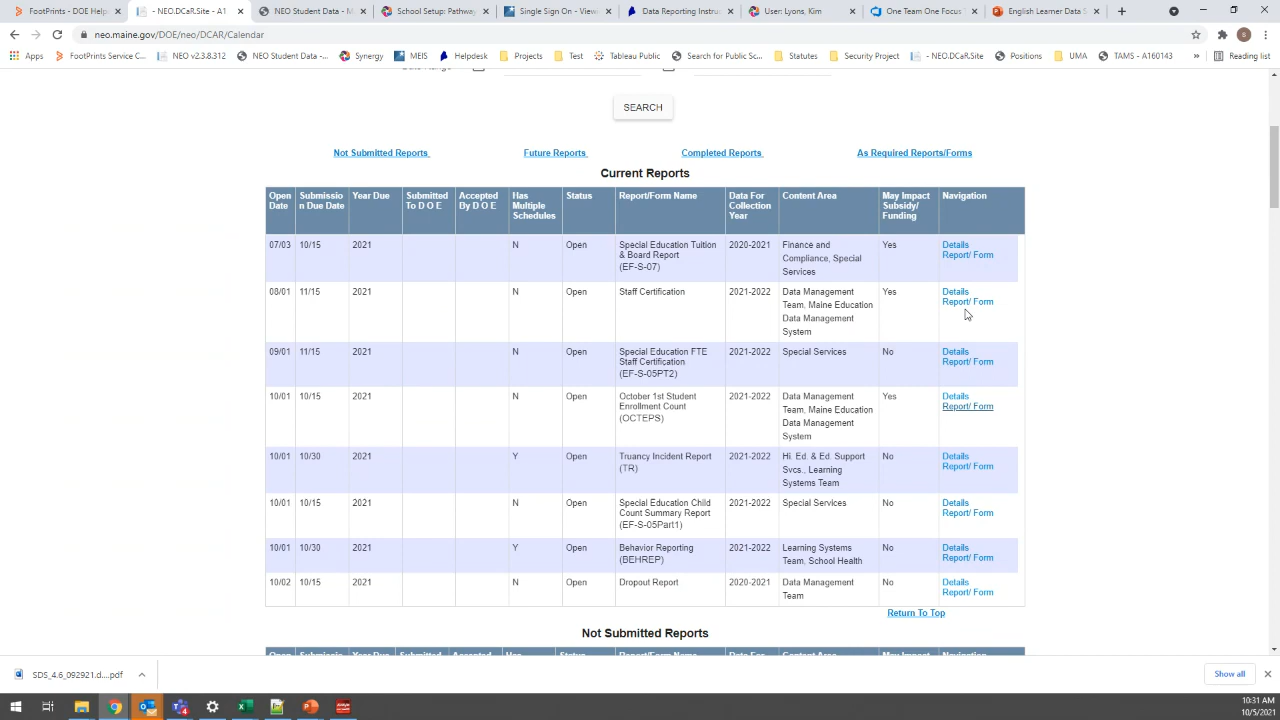 FootPrints - DOE Helpdesk
- NEO.DCaR.Site - A1
NEO Student Data - M
School Setup: Pathway
Single Sign On - View
Data Reporting Instruc
User: Lyons, Kim
One Team One Focus
English Learner Data S
neo.maine.gov/DOE/neo/DCAR/Calendar
Apps
FootPrints Service C...
NEO v2.3.8.312
NEO Student Data -...
Synergy
MEIS
Helpdesk
Projects
Test
Tableau Public
Search for Public Sc...
Statutes
Security Project
- NEO.DCaR.Site
Positions
UMA
TAMS - A160143
»
Reading list
SEARCH
Not Submitted Reports
Future Reports
Completed Reports
As Required Reports/Forms
Current Reports
Open Date
Submissio n Due Date
Year Due
Submitted To D O E
Accepted By D O E
Has Multiple Schedules
Status
Report/Form Name
Data For Collection Year
Content Area
May Impact Subsidy/ Funding
Navigation
07/03 10/15 2021 N Open Special Education Tuition & Board Report (EF-S-07) 2020-2021 Finance and Compliance, Special Services Yes Details Report/ Form
08/01 11/15 2021 N Open Staff Certification 2021-2022 Data Management Team, Maine Education Data Management System Yes Details Report/ Form
09/01 11/15 2021 N Open Special Education FTE Staff Certification (EF-S-05PT2) 2021-2022 Special Services No Details Report/ Form
10/01 10/15 2021 N Open October 1st Student Enrollment Count (OCTEPS) 2021-2022 Data Management Team, Maine Education Data Management System Yes Details Report/ Form
10/01 10/30 2021 Y Open Truancy Incident Report (TR) 2021-2022 Hi. Ed. & Ed. Support Svcs., Learning Systems Team No Details Report/ Form
10/01 10/15 2021 N Open Special Education Child Count Summary Report (EF-S-05Part1) 2021-2022 Special Services No Details Report/ Form
10/01 10/30 2021 Y Open Behavior Reporting (BEHREP) 2021-2022 Learning Systems Team, School Health No Details Report/ Form
10/02 10/15 2021 N Open Dropout Report 2020-2021 Data Management Team No Details Report/ Form
Return To Top
Not Submitted Reports
SDS_4.6_092921.d....pdf
Show all
10:31 AM
10/5/2021